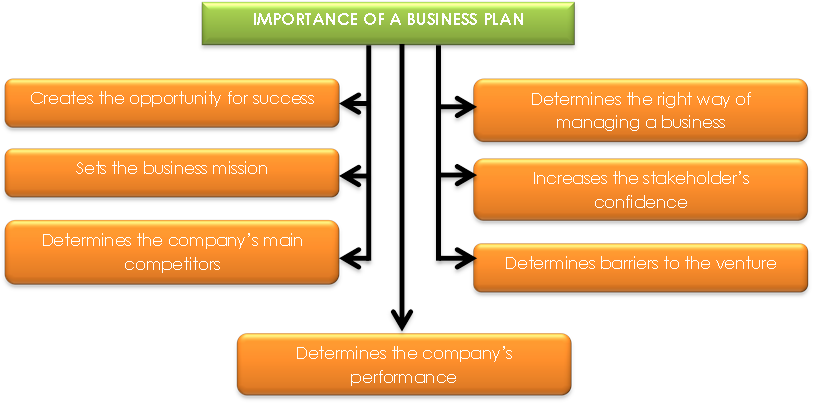 IMPORTANCE OF A BUSINESS PLAN
Creates the opportunity for success
Sets the business mission
Determines the company's main
competitors
Determines the right way of
managing a business
Increases the stakeholder's
confidence
Determines barriers to the venture
Determines the company's
performance